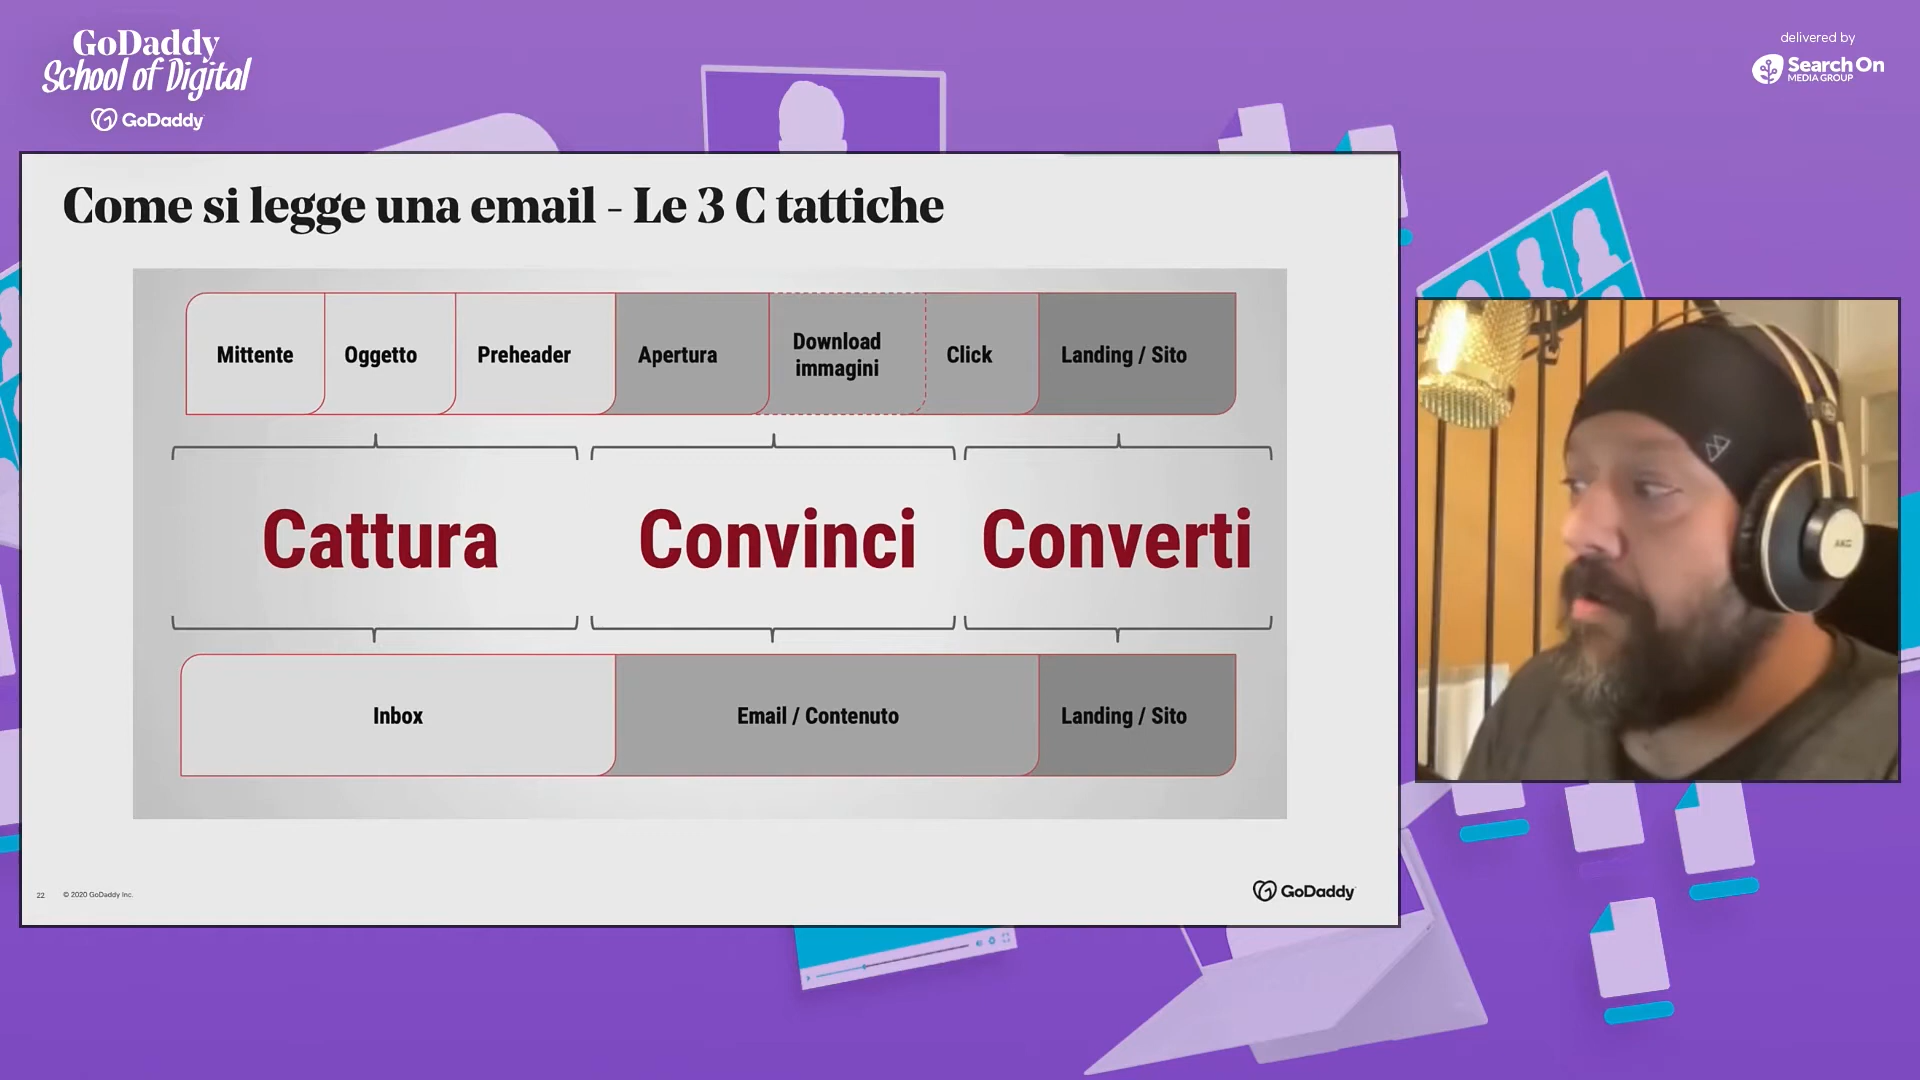 GoDaddy
School of Digital
GoDaddy
delivered by
Search On
MEDIA GROUP
Come si legge una email - Le 3 C tattiche
Mittente
Oggetto
Preheader
Apertura
Download
immagini
Click
Landing / Sito
Cattura
Convinci
Converti
Inbox
Email / Contenuto
Landing / Sito
22
© 2020 GoDaddy Inc.
GoDaddy
AKG